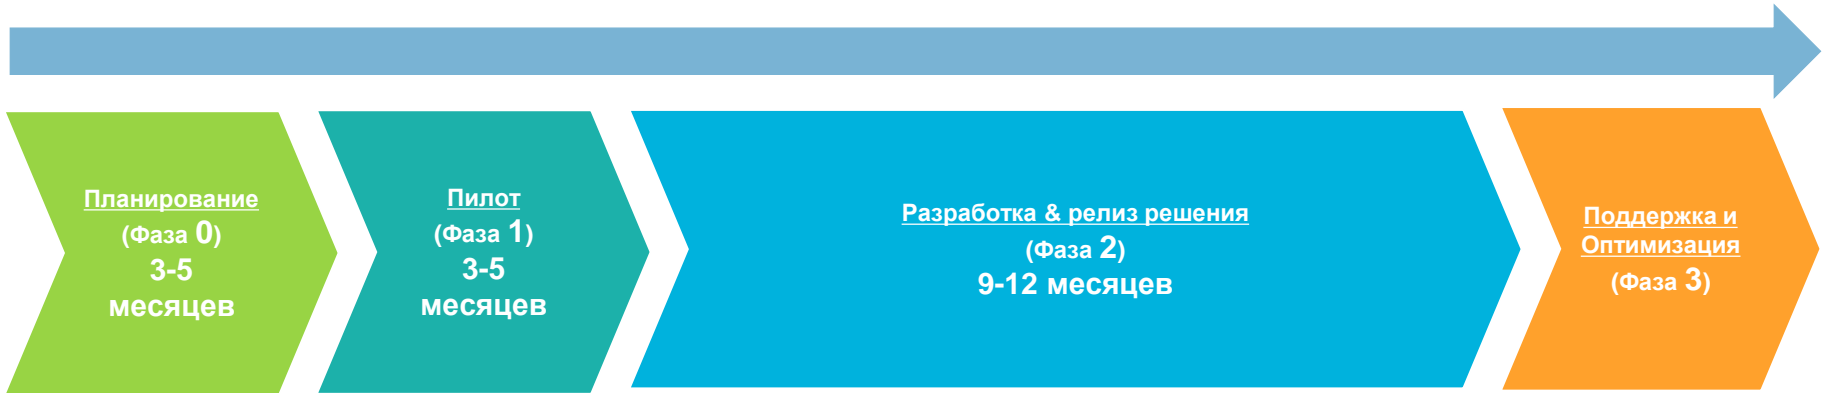 Планирование
(Фаза 0)
3-5
месяцев
Пилот
(Фаза 1)
3-5
месяцев
Разработка & релиз решения
(Фаза 2)
9-12 месяцев
Поддержка и
Оптимизация
(Фаза 3)